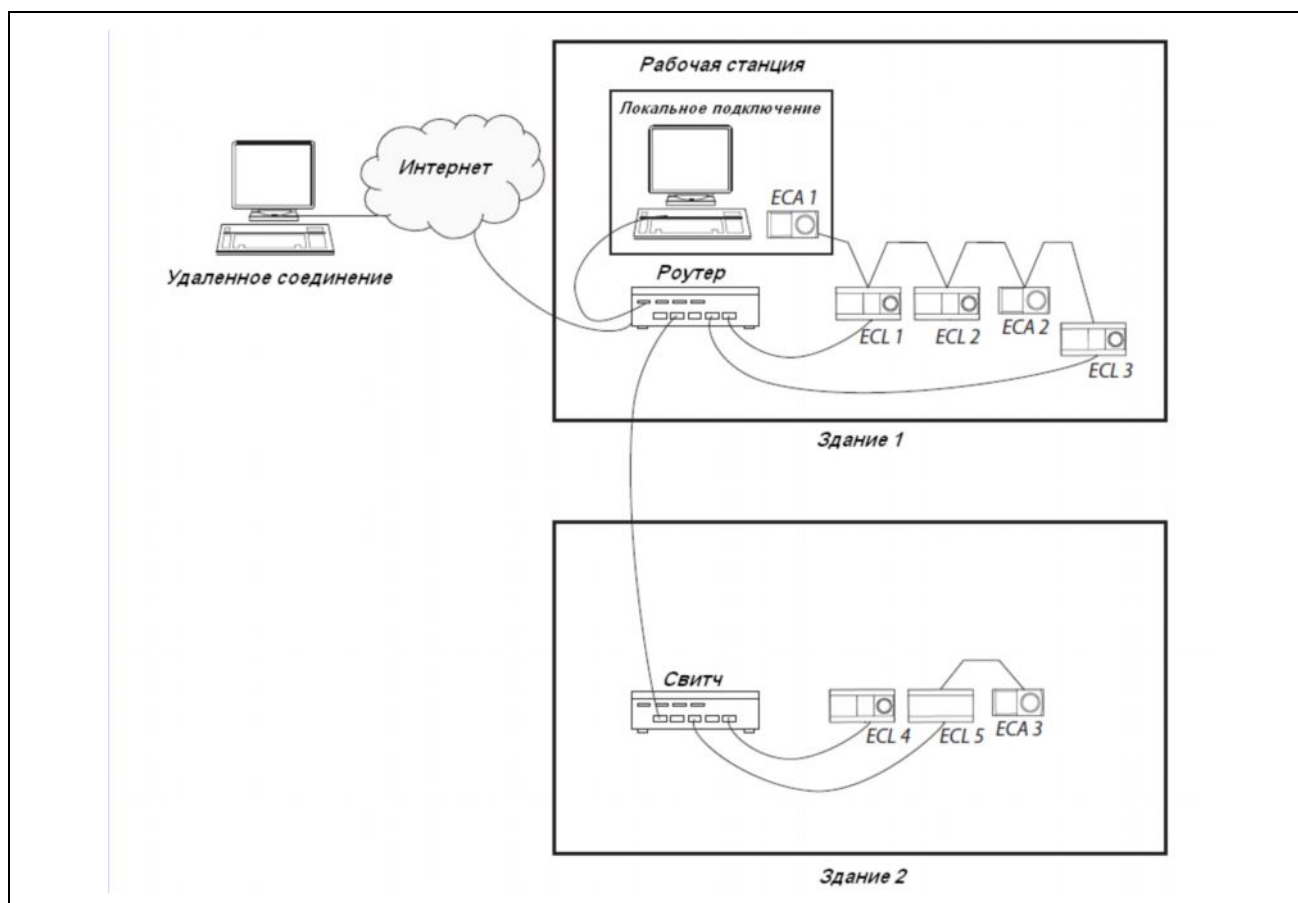 Рабочая станция
Локальное подключение
Интернет
ECA 1
Удаленное соединение
Роутер
ECL 1
ECL 2
ECA 2
ECL 3
Здание 1
Свитч
ECL 4
ECL 5
ECA 3
Здание 2